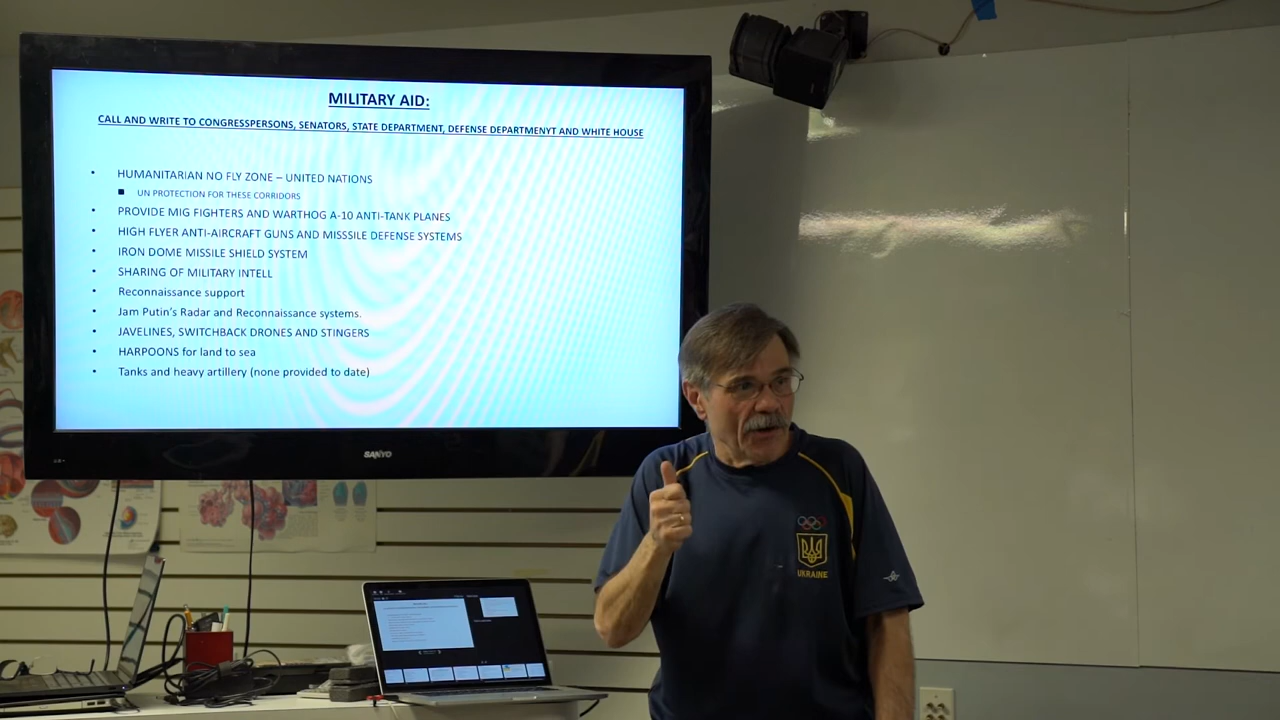 MILITARY AID:
CALL AND WRITE TO CONGRESSPERSONS, SENATORS, STATE DEPARTMENT, DEFENSE DEPARTMENYT AND WHITE HOUSE
• HUMANITARIAN NO FLY ZONE – UNITED NATIONS
■ UN PROTECTION FOR THESE CORRIDORS
• PROVIDE MIG FIGHTERS AND WARTHOG A-10 ANTI-TANK PLANES
• HIGH FLYER ANTI-AIRCRAFT GUNS AND MISSSILE DEFENSE SYSTEMS
• IRON DOME MISSILE SHIELD SYSTEM
• SHARING OF MILITARY INTELL
• Reconnaissance support
• Jam Putin's Radar and Reconnaissance systems.
• JAVELINES, SWITCHBACK DRONES AND STINGERS
• HARPOONS for land to sea
• Tanks and heavy artillery (none provided to date)
SANYO
UKRAINE